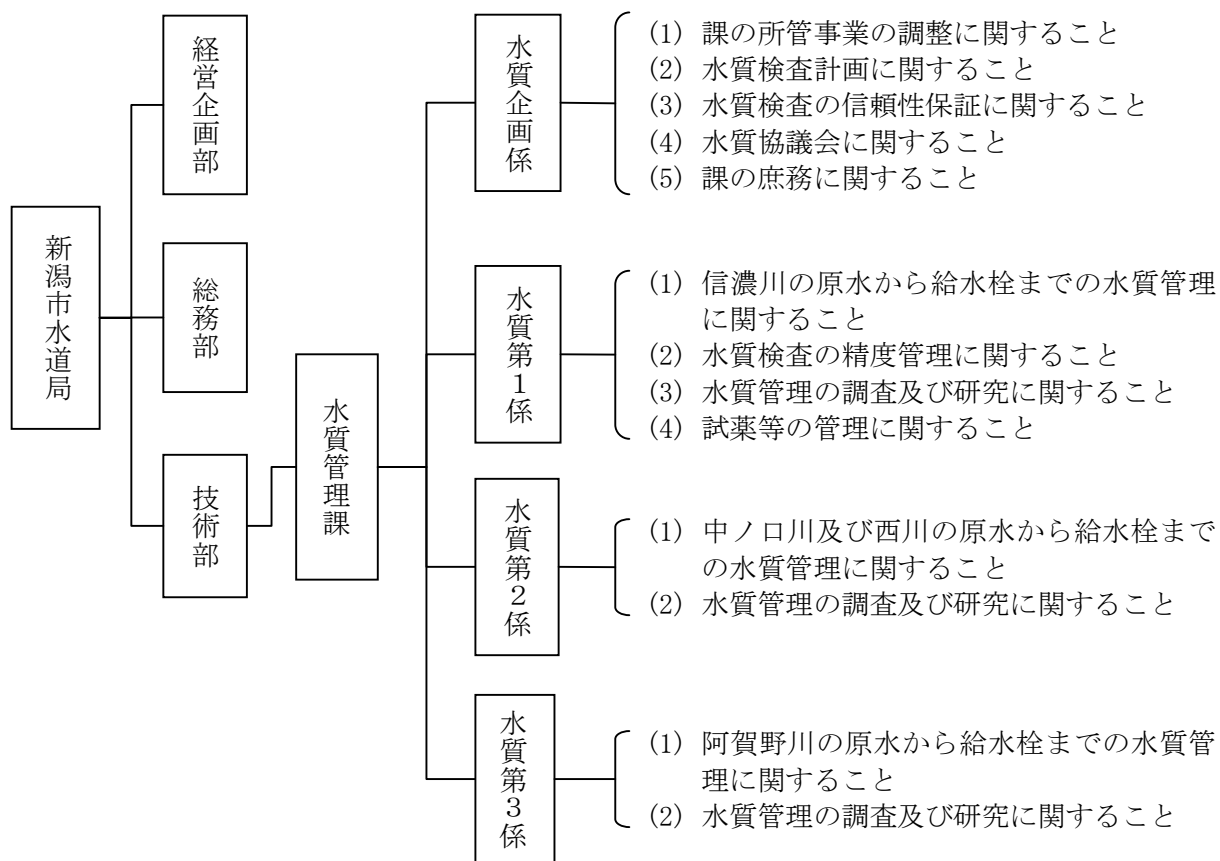 新潟市水道局
経営企画部
総務部
技術部
水質管理課
水質企画係
(1) 課の所管事業の調整に関すること
(2) 水質検査計画に関すること
(3) 水質検査の信頼性保証に関すること
(4) 水質協議会に関すること
(5) 課の庶務に関すること
水質第1係
(1) 信濃川の原水から給水栓までの水質管理
に関すること
(2) 水質検査の精度管理に関すること
(3) 水質管理の調査及び研究に関すること
(4) 試薬等の管理に関すること
水質第2係
(1) 中ノ口川及び西川の原水から給水栓まで
の水質管理に関すること
(2) 水質管理の調査及び研究に関すること
水質第3係
(1) 阿賀野川の原水から給水栓までの水質管
理に関すること
(2) 水質管理の調査及び研究に関すること